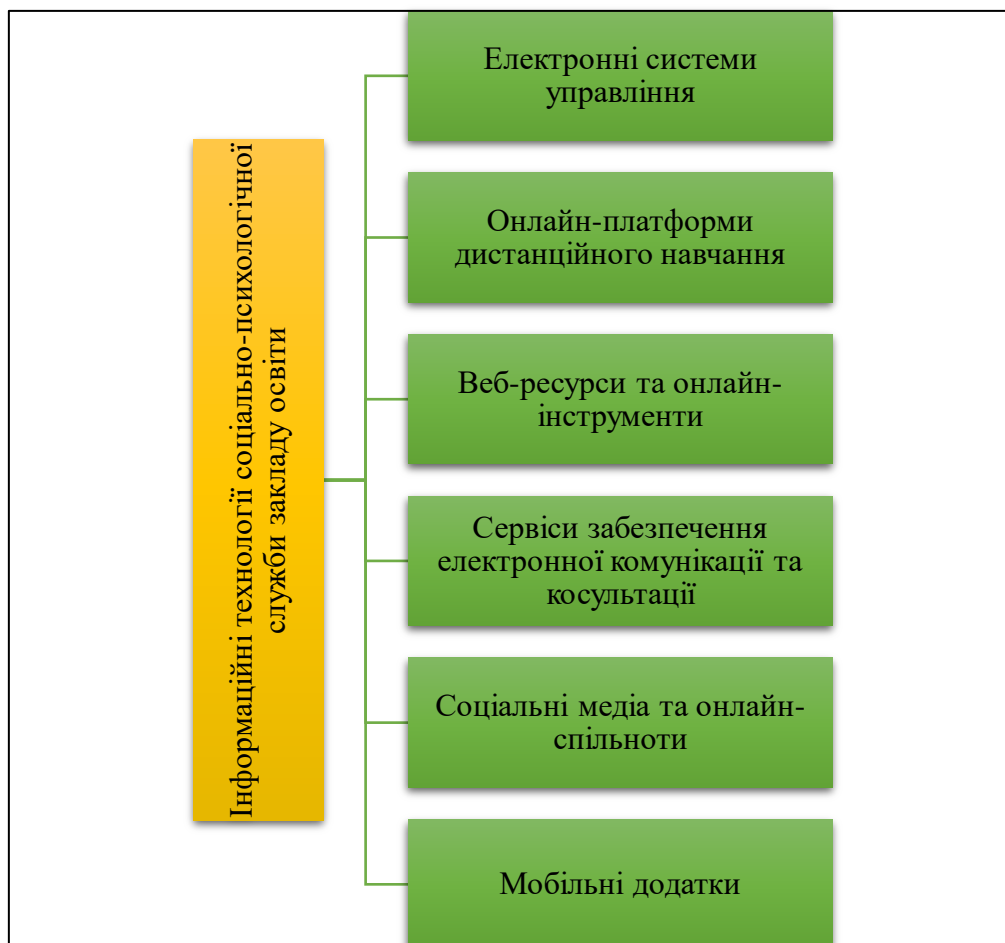 Інформаційні технології соціально-психологічної
служби закладу освіти
Електронні системи
управління
Онлайн-платформи
дистанційного навчання
Веб-ресурси та онлайн-
інструменти
Сервіси забезпечення
електронної комунікації та
косультації
Соціальні медіа та онлайн-
спільноти
Мобільні додатки